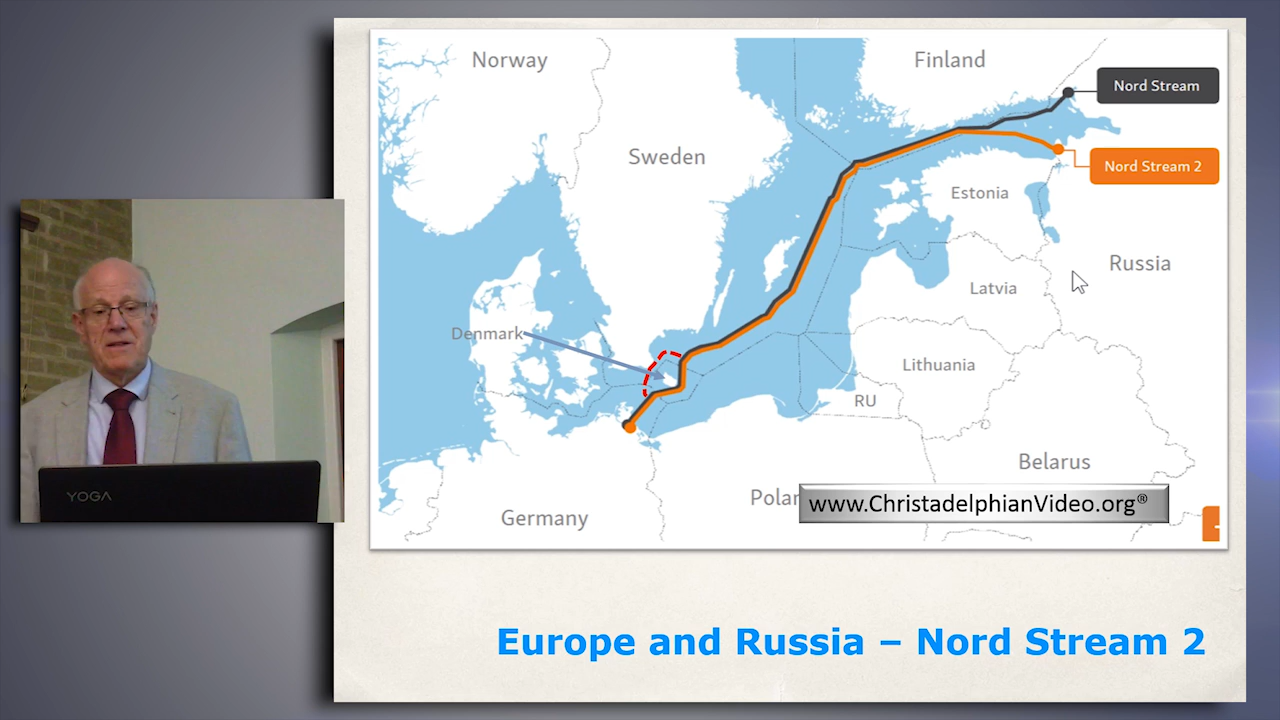 Norway
Finland
Nord Stream
Sweden
Nord Stream 2
Estonia
Russia
Latvia
Denmark
Lithuania
RU
Belarus
Polan
www.ChristadelphianVideo.org®
Germany
YOGA
Europe and Russia – Nord Stream 2